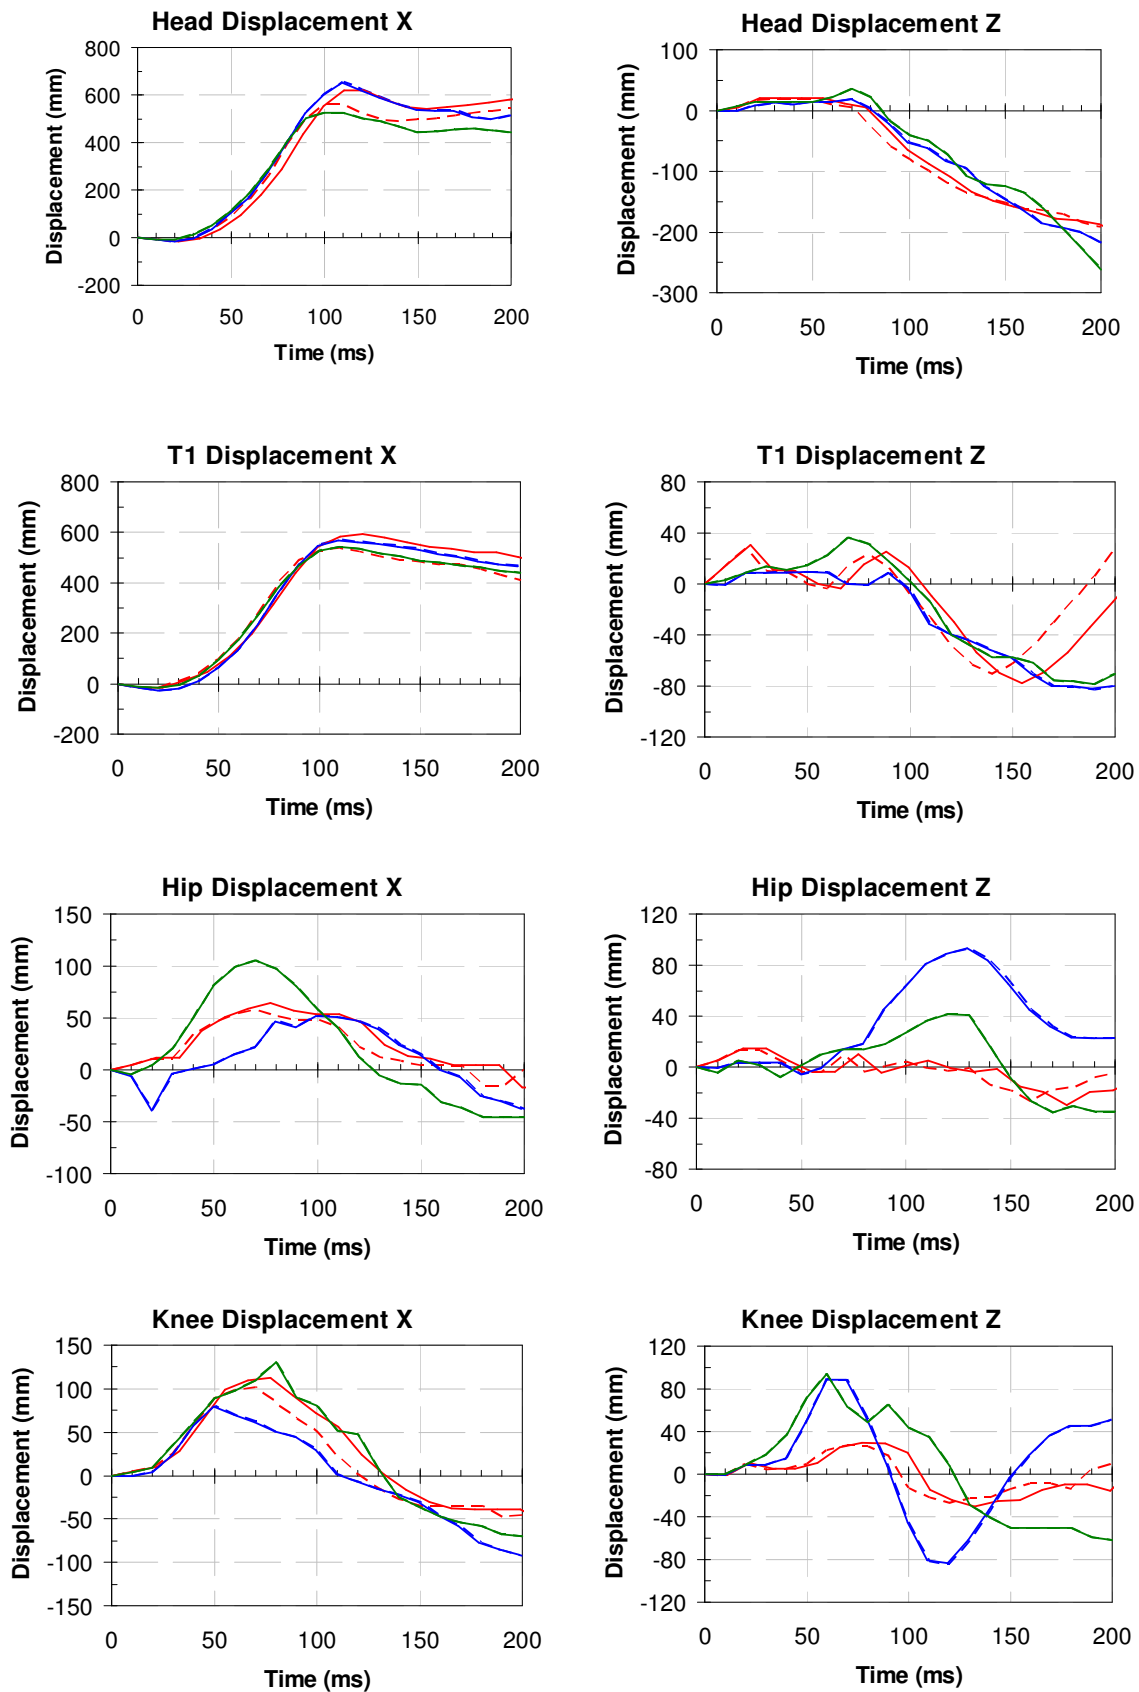 Head Displacement X
Displacement (mm)
800
600
400
200
0
-200
0 50 100 150 200
Time (ms)
Head Displacement Z
Displacement (mm)
100
0
-100
-200
-300
0 50 100 150 200
Time (ms)
T1 Displacement X
Displacement (mm)
800
600
400
200
0
-200
0 50 100 150 200
Time (ms)
T1 Displacement Z
Displacement (mm)
80
40
0
-40
-80
-120
0 50 100 150 200
Time (ms)
Hip Displacement X
Displacement (mm)
150
100
50
0
-50
-100
0 50 100 150 200
Time (ms)
Hip Displacement Z
Displacement (mm)
120
80
40
0
-40
-80
0 50 100 150 200
Time (ms)
Knee Displacement X
Displacement (mm)
150
100
50
0
-50
-100
-150
0 50 100 150 200
Time (ms)
Knee Displacement Z
Displacement (mm)
120
80
40
0
-40
-80
-120
0 50 100 150 200
Time (ms)